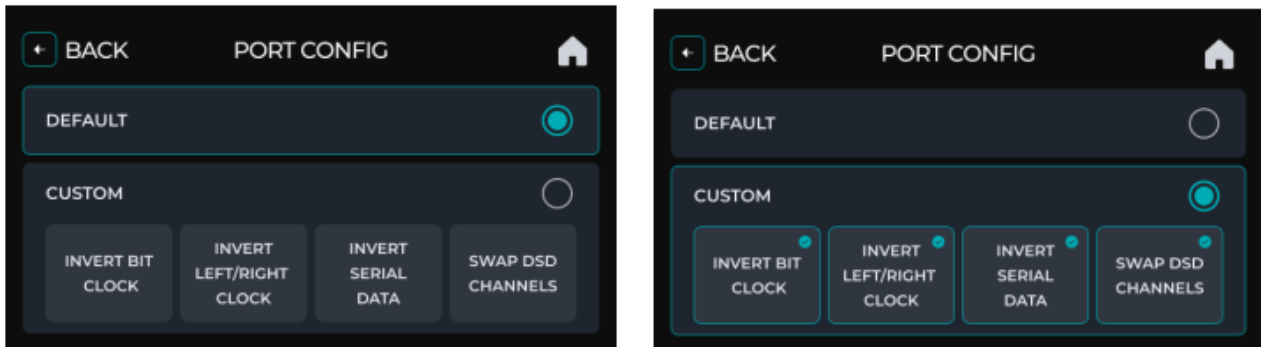 BACK PORT CONFIG
DEFAULT
CUSTOM
INVERT BIT
CLOCK
INVERT
LEFT/RIGHT
CLOCK
INVERT
SERIAL
DATA
SWAP DSD
CHANNELS
BACK PORT CONFIG
DEFAULT
CUSTOM
INVERT BIT
CLOCK
INVERT
LEFT/RIGHT
CLOCK
INVERT
SERIAL
DATA
SWAP DSD
CHANNELS